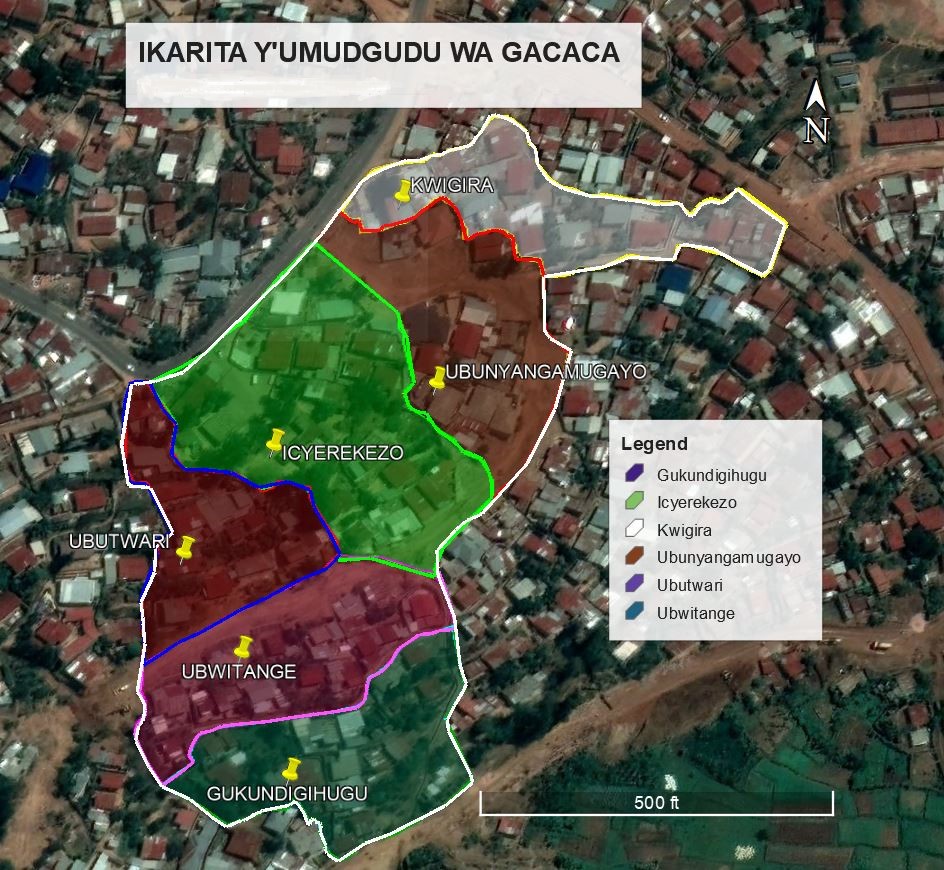 IKARITA Y'UMUDGUDU WA GACACA
N
KWIGIRA
UBUNYANGAMUGAYO
ICYEREKEZO
UBUTWARI
UBWITANGE
GUKUNDIGIHUGU
Legend
Gukundigihugu
Icyerekezo
Kwigira
Ubunyangamugayo
Ubutwari
Ubwitange
500 ft